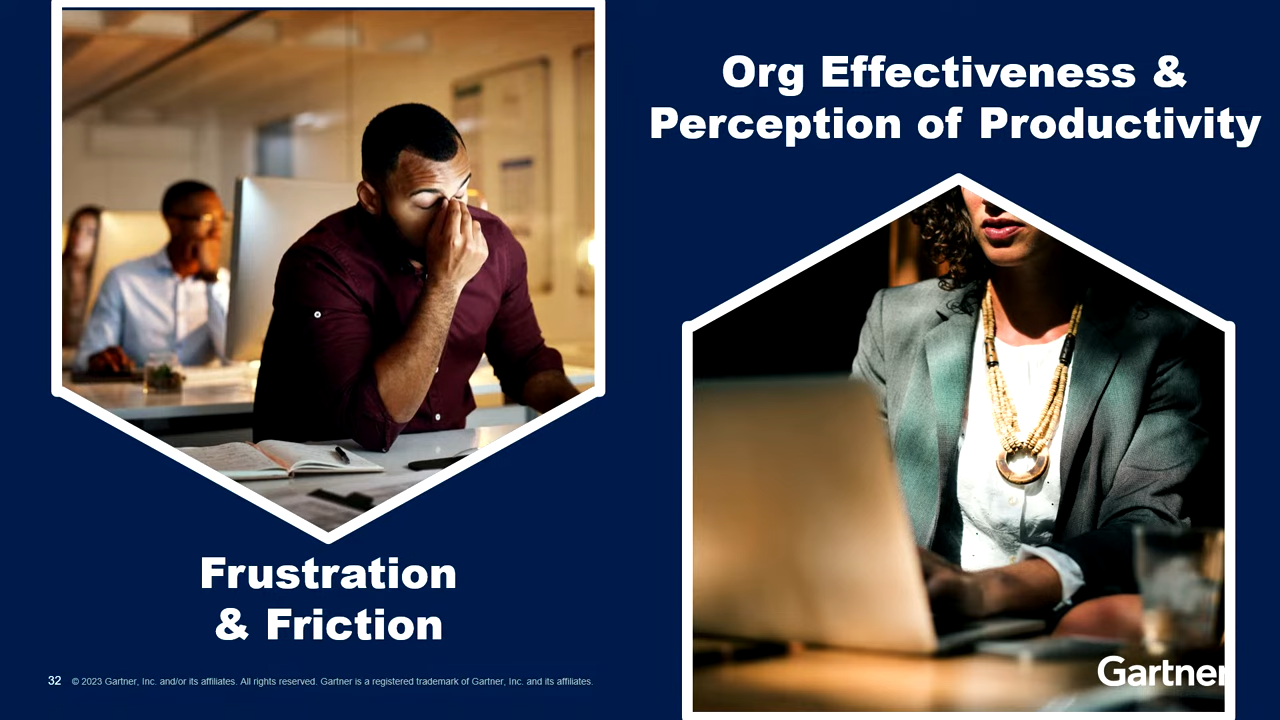 Org Effectiveness &
Perception of Productivity
Frustration
& Friction
32 © 2023 Gartner, Inc. and/or its affiliates. All rights reserved. Gartner is a registered trademark of Gartner, Inc. and its affiliates.
Gartner